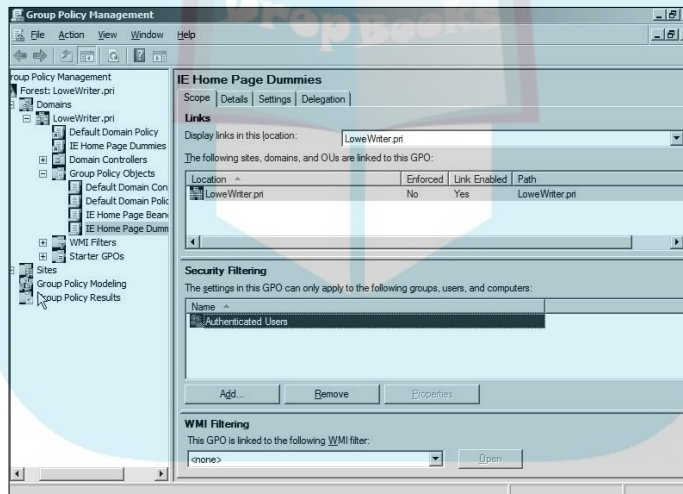 Prop Books
Group Policy Management
File Action View Window Help
roup Policy Management
Forest: LoweWriter.pri
Domains
LoweWriter.pri
Default Domain Policy
IE Home Page Dummies
Domain Controllers
Group Policy Objects
Default Domain Con
Default Domain Polic
IE Home Page Bean
IE Home Page Dumm
WMI Filters
Starter GPOs
Sites
Group Policy Modeling
Group Policy Results
IE Home Page Dummies
Scope Details Settings Delegation
Links
Display links in this location: LoweWriter.pri
The following sites, domains, and OUs are linked to this GPO:
Location Enforced Link Enabled Path
LoweWriter.pri No Yes LoweWriter.pri
Security Filtering
The settings in this GPO can only apply to the following groups, users, and computers:
Name
Authenticated Users
Add... Remove Properties
WMI Filtering
This GPO is linked to the following WMI filter:
<none> Open